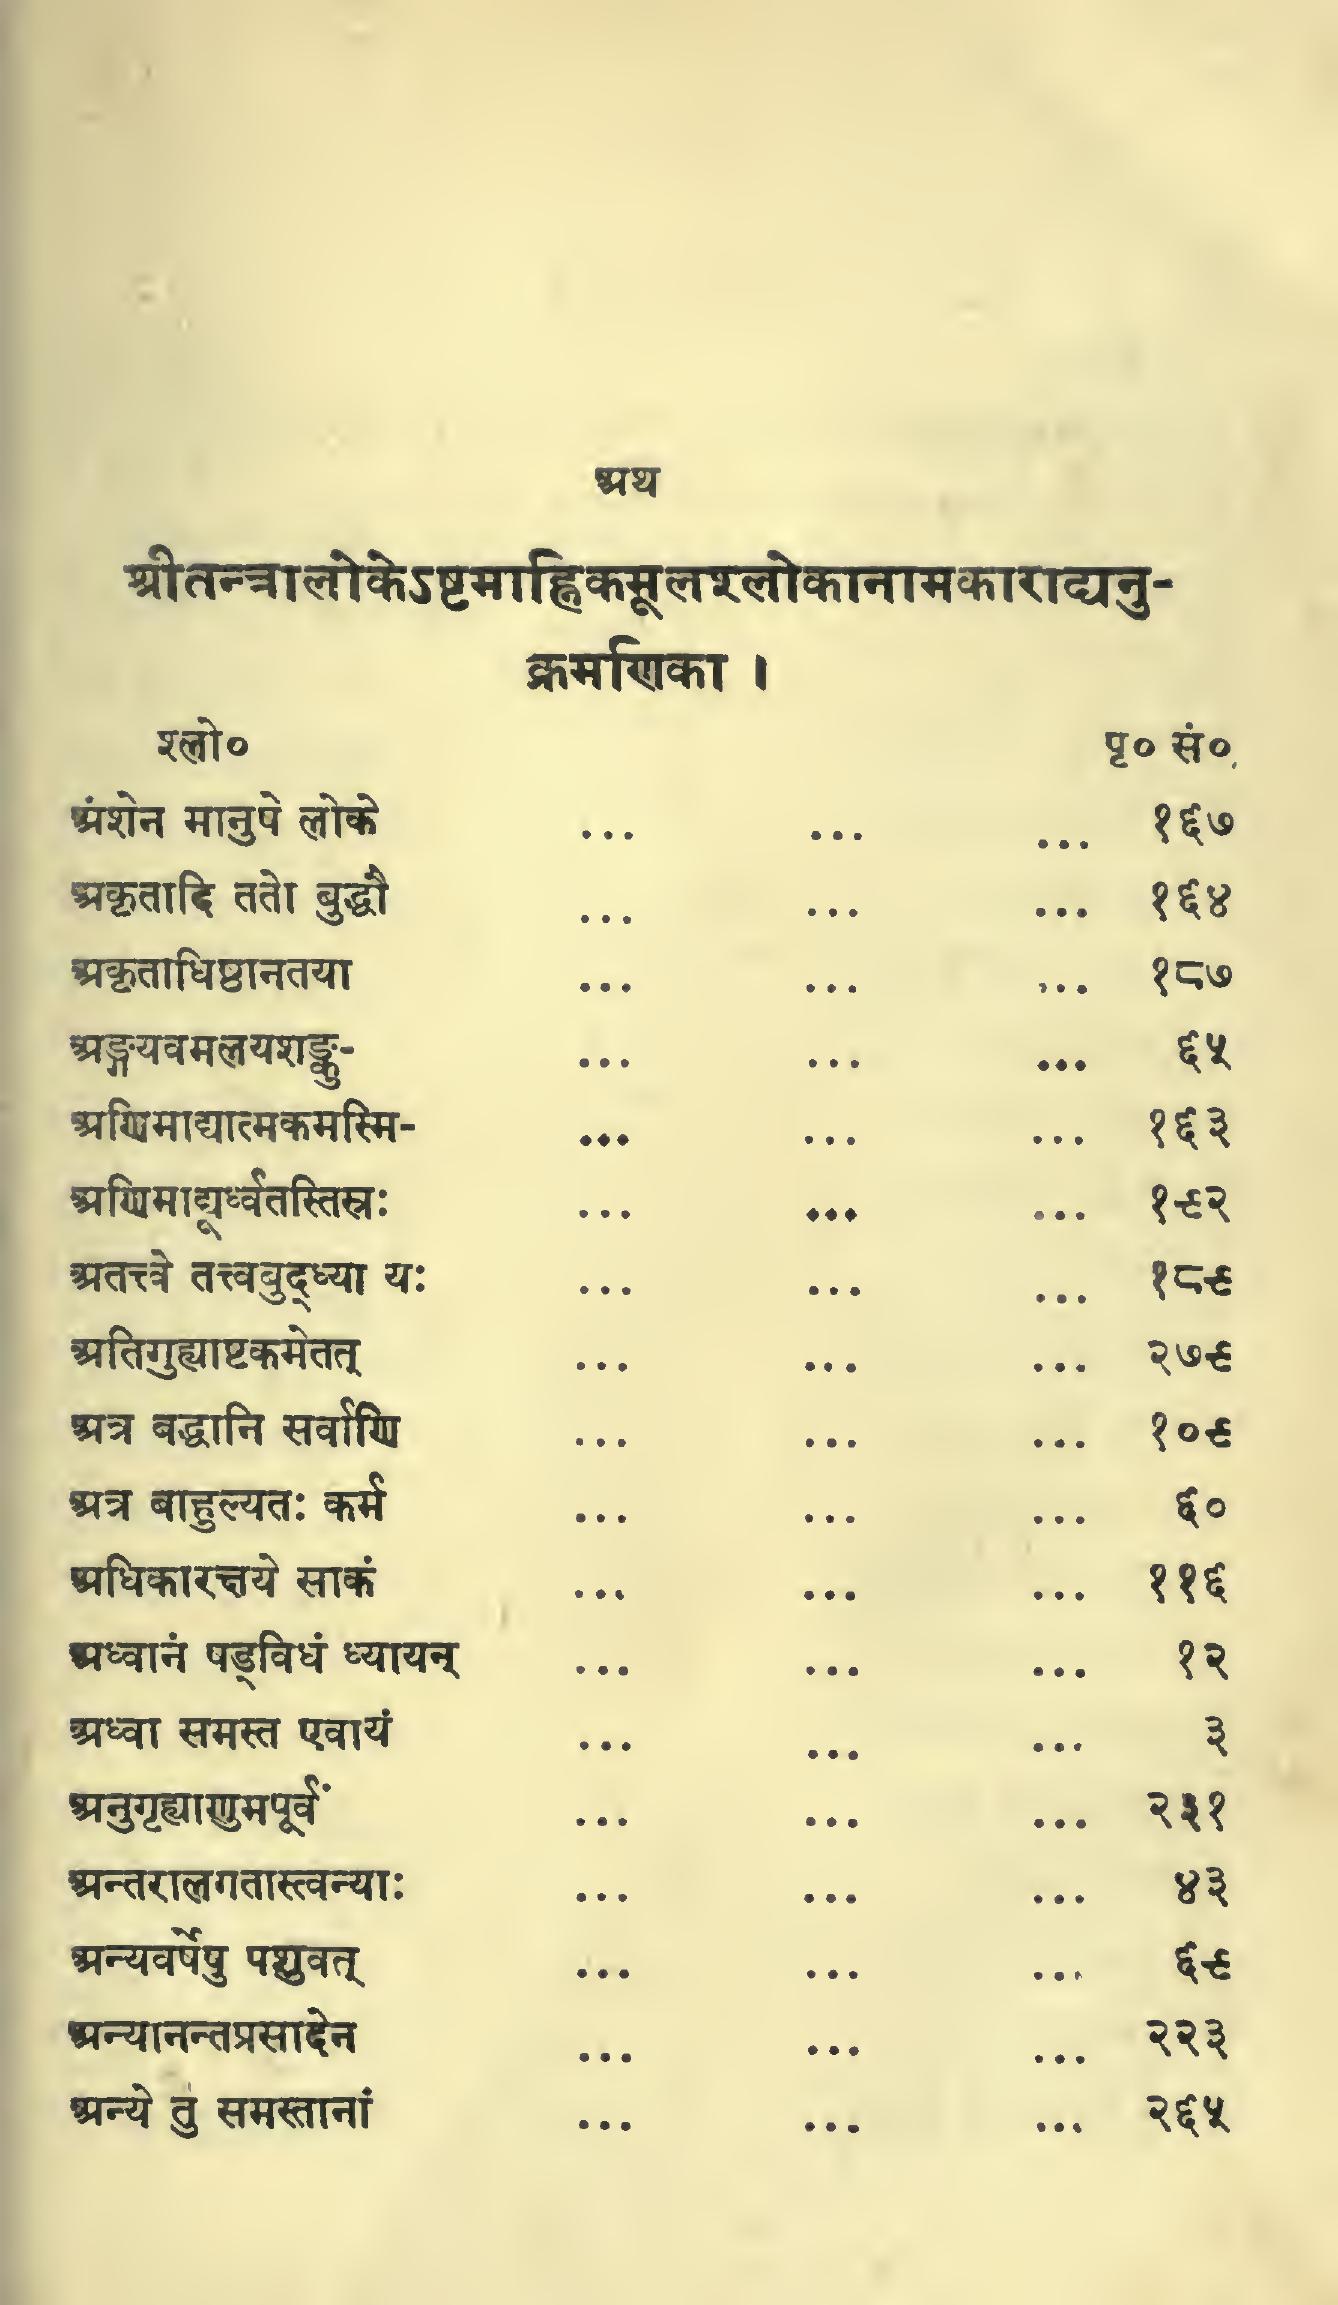 अथ
श्रीतन्त्रालोकेऽष्टमाह्निकमूलश्लोकानामकाराद्यनु-
क्रमणिका ।
श्लो० पृ० सं०
अंशेन मानुषे लोके ... ... ... १६७
अकृतादि ततो बुद्धौ ... ... ... १६४
अकृताधिष्ठानतया ... ... ... १८७
अङ्गयवमलयशङ्कु- ... ... ... ६५
अणिमाद्यात्मकमस्मि- ... ... ... १६३
अणिमाद्यूर्ध्वतस्तिस्रः ... ... ... १९२
अतत्त्वे तत्त्वबुद्ध्या यः ... ... ... १८९
अतिगुह्याष्टकमेतत् ... ... ... २७९
अत्र बद्धानि सर्वाणि ... ... ... १०९
अत्र बाहुल्यतः कर्म ... ... ... ६०
अधिकारक्षये साकं ... ... ... ११६
अध्वानं षड्विधं ध्यायन् ... ... ... १२
अध्वा समस्त एवायं ... ... ... ३
अनुगृह्याणुमपूर्वं ... ... ... २३१
अन्तरालगतास्त्वन्याः ... ... ... ४३
अन्यवर्षेषु पशुवत् ... ... ... ६९
अन्यानन्तप्रसादेन ... ... ... २२३
अन्ये तु समस्तानां ... ... ... २६५